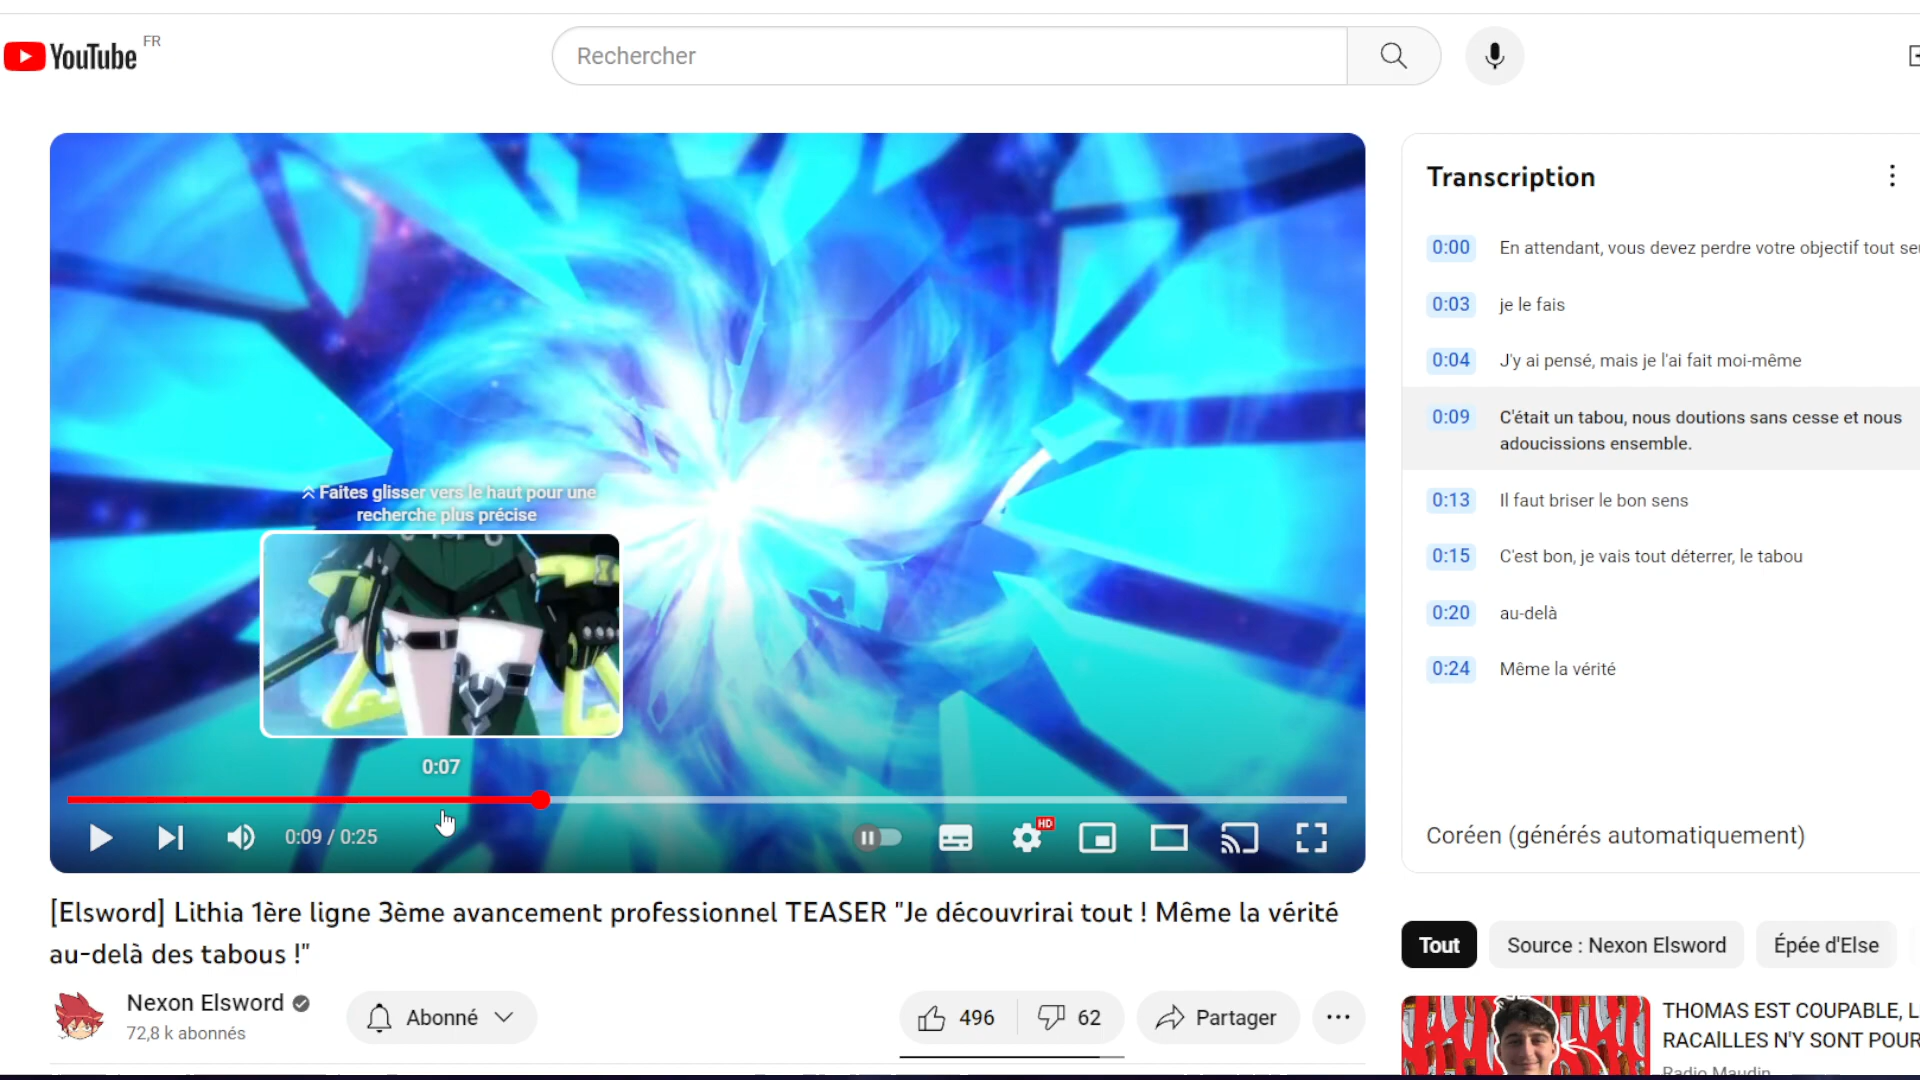 YouTube FR
Rechercher
Faites glisser vers le haut pour une
recherche plus précise
0:07
0:09 / 0:25
HD
[Elsword] Lithia 1ère ligne 3ème avancement professionnel TEASER "Je découvrirai tout ! Même la vérité
au-delà des tabous !"
Nexon Elsword
72,8 k abonnés
Abonné
496
62
Partager
Transcription
0:00 En attendant, vous devez perdre votre objectif tout
0:03 je le fais
0:04 J'y ai pensé, mais je l'ai fait moi-même
0:09 C'était un tabou, nous doutions sans cesse et nous
adoucissions ensemble.
0:13 Il faut briser le bon sens
0:15 C'est bon, je vais tout déterrer, le tabou
0:20 au-delà
0:24 Même la vérité
Coréen (générés automatiquement)
Tout
Source : Nexon Elsword
Épée d'Else
THOMAS EST COUPABLE,
RACAILLES N'Y SONT POUR
Radio Maudin